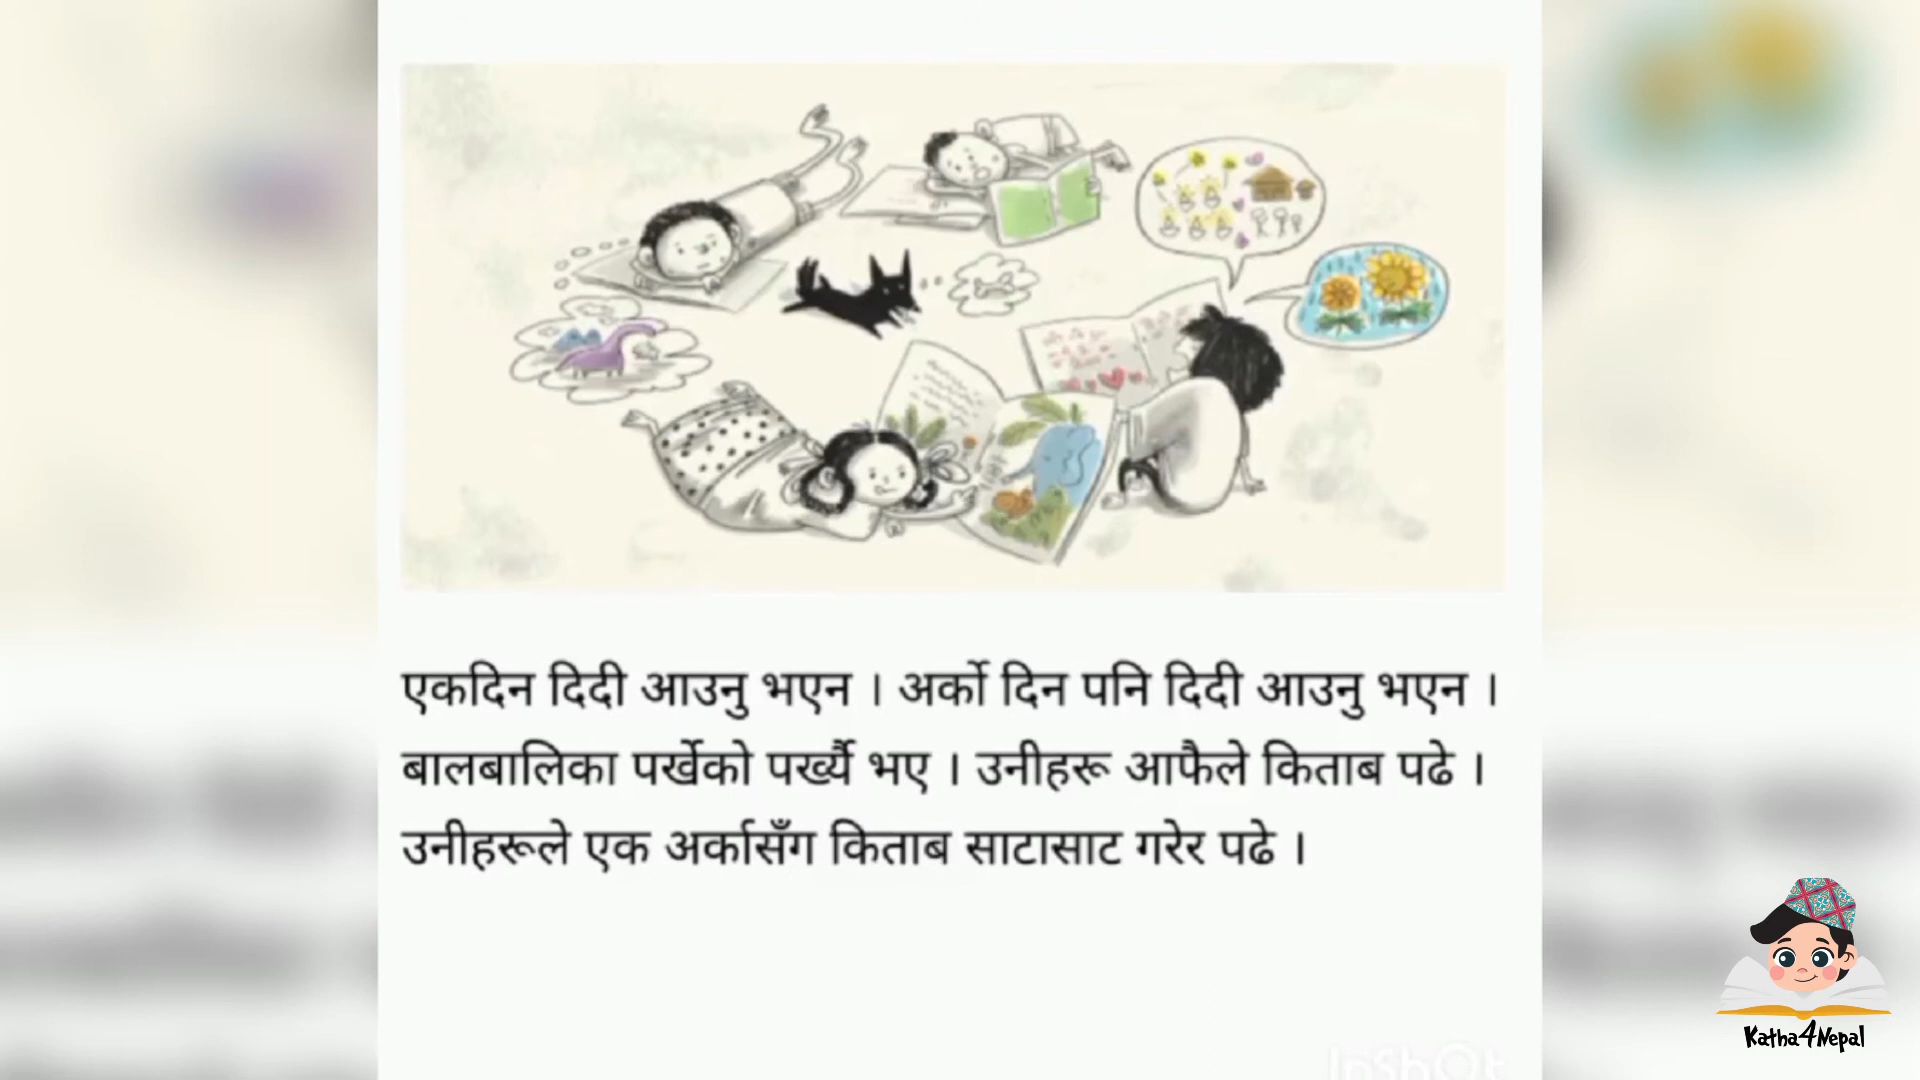 एकदिन दिदी आउनु भएन । अर्को दिन पनि दिदी आउनु भएन ।
बालबालिका पर्खेको पर्ख्यै भए । उनीहरू आफैले किताब पढे ।
उनीहरूले एक अर्कासँग किताब साटासाट गरेर पढे ।
Katha4Nepal
InShOt